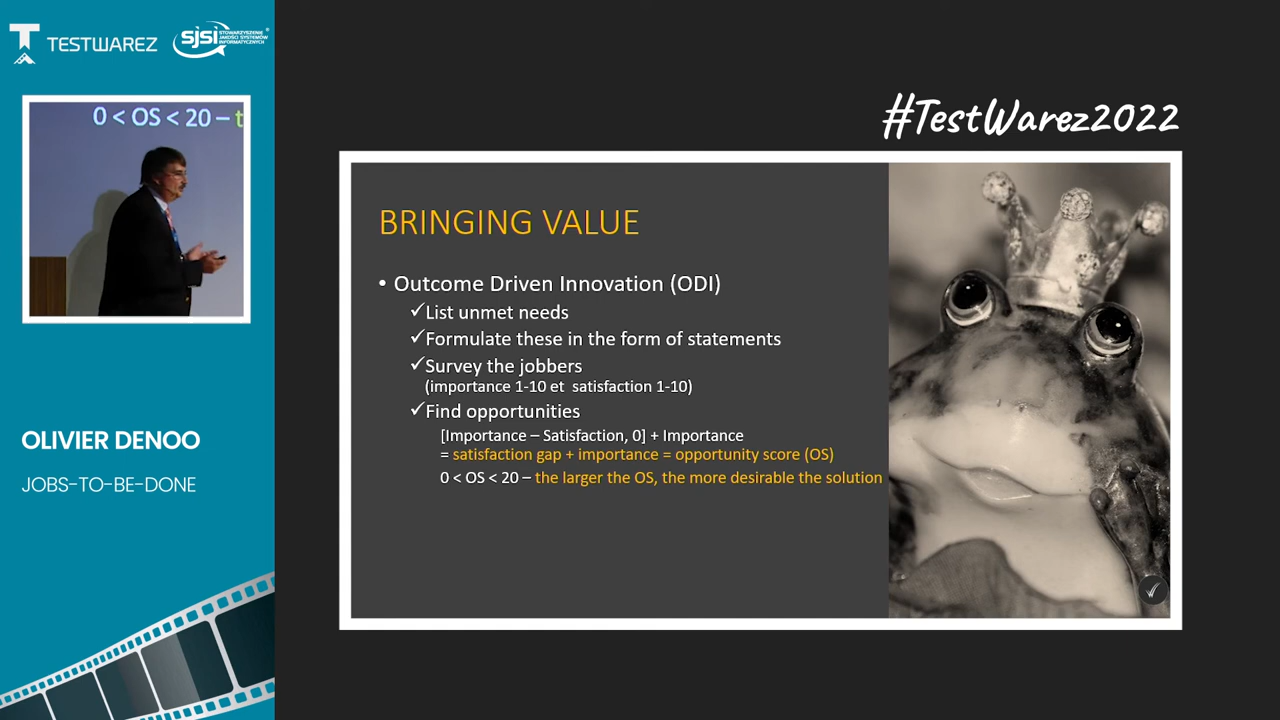 TESTWAREZ
sjsi
STOWARZYSZENIE
JAKOŚCI SYSTEMÓW
INFORMATYCZNYCH
0 < OS < 20 – t
OLIVIER DENOO
JOBS-TO-BE-DONE
#TestWarez2022
BRINGING VALUE
• Outcome Driven Innovation (ODI)
✓List unmet needs
✓Formulate these in the form of statements
✓Survey the jobbers
(importance 1-10 et satisfaction 1-10)
✓Find opportunities
[Importance – Satisfaction, 0] + Importance
= satisfaction gap + importance = opportunity score (OS)
0 < OS < 20 – the larger the OS, the more desirable the solution